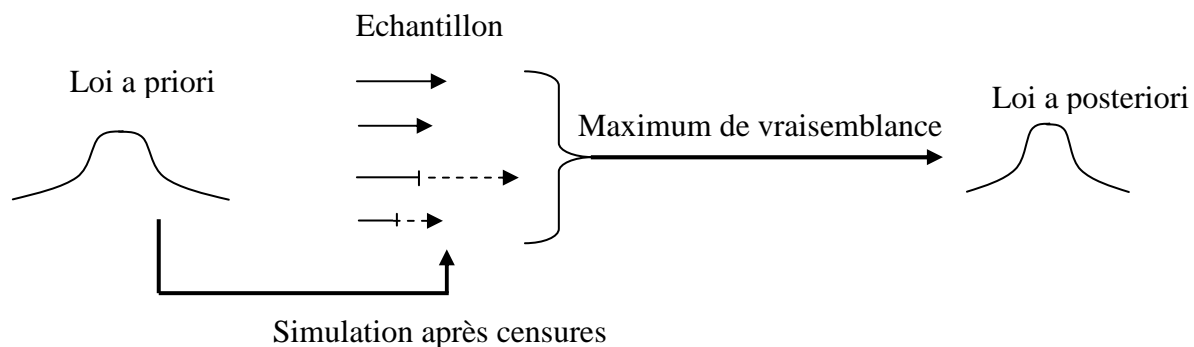 Echantillon
Loi a priori
Loi a posteriori
Maximum de vraisemblance
Simulation après censures